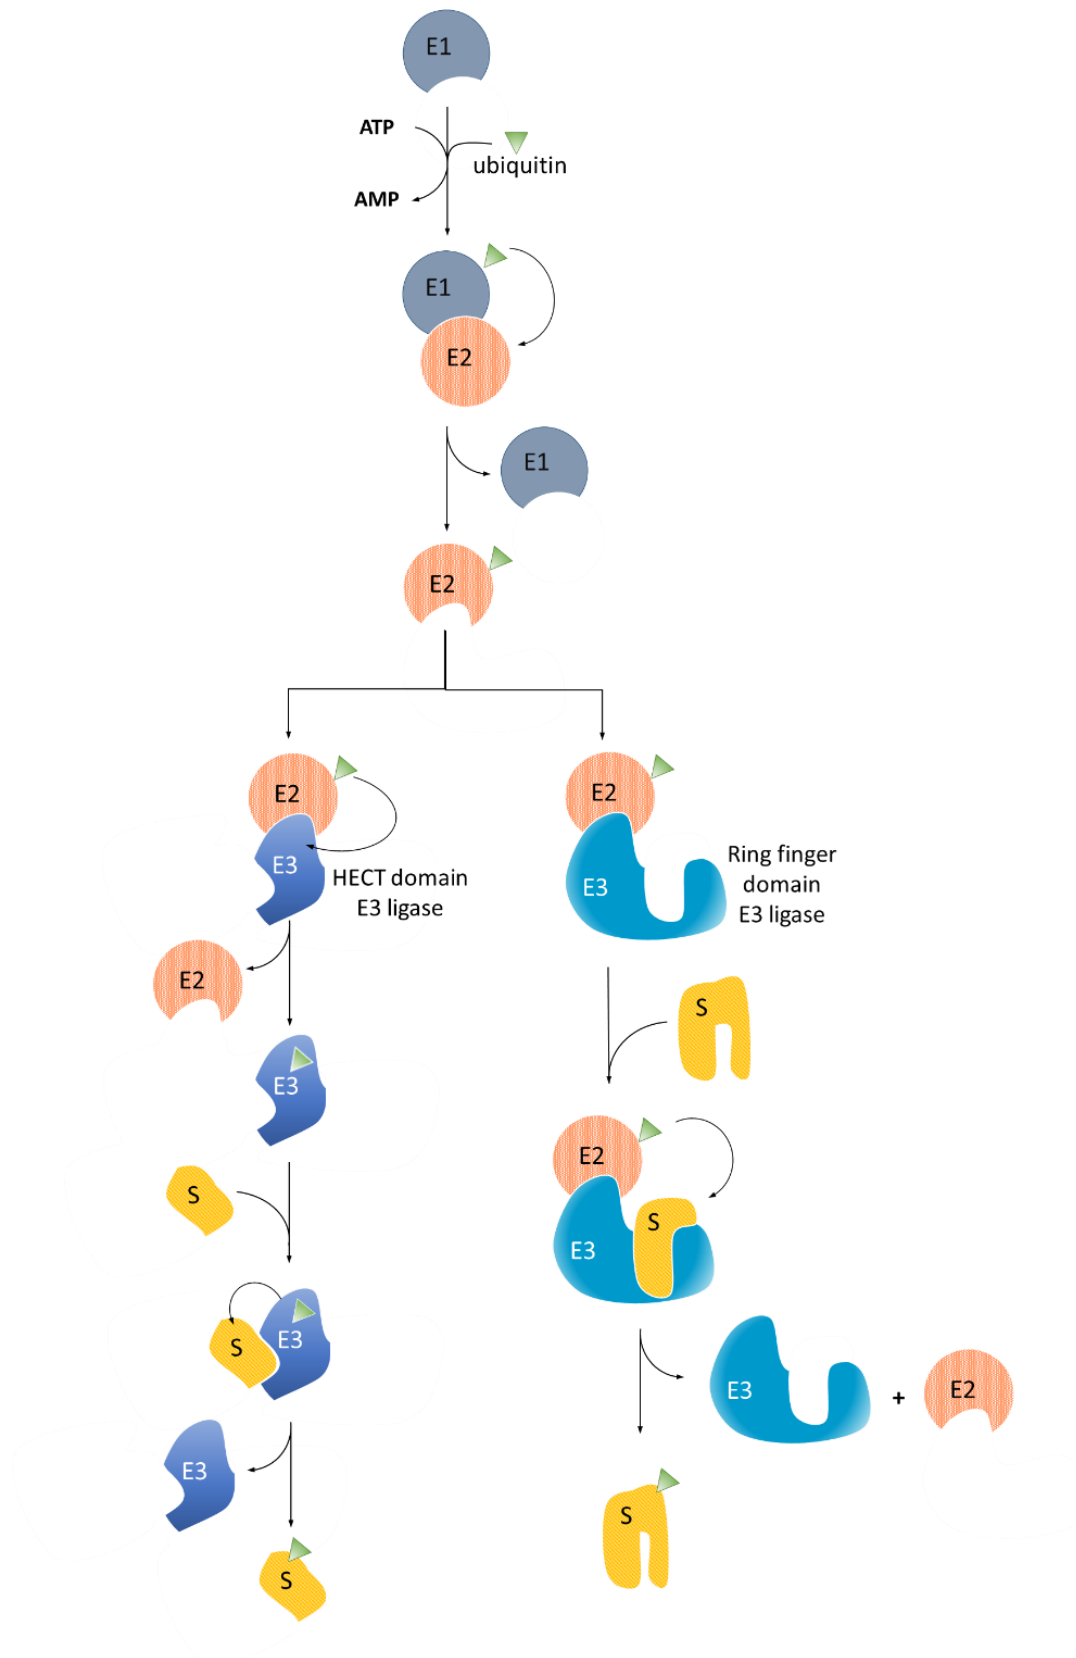 E1
ATP
ubiquitin
AMP
E1
E2
E1
E2
E2
E3
HECT domain
E3 ligase
E2
E3
Ring finger
domain
E3 ligase
E2
E3
S
S
E2
S
E3
S
E3
E3
S
E3
+
E2
S
S